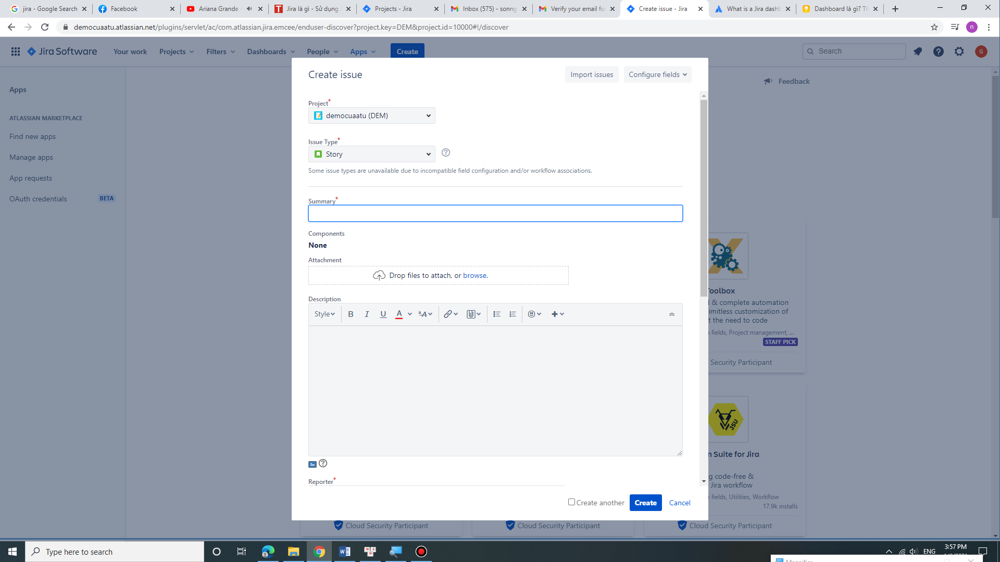 jira - Google Search
Facebook
Ariana Grande
Jira là gì - Sử dụng
Projects - Jira
Inbox (575) - sonng
Verify your email fo
Create issue - Jira
What is a Jira dashb
Dashboard là gì? Th
democuaatu.atlassian.net/plugins/servlet/ac/com.atlassian.jira.emcee/enduser-discover?project.key=DEM&project.id=10000#!/discover
n
Jira Software
Your work
Projects
Filters
Dashboards
People
Apps
Create
Search
G
Create issue
Import issues
Configure fields
Feedback
Apps
ATLASSIAN MARKETPLACE
Find new apps
Manage apps
App requests
OAuth credentials
BETA
Project*
democuaatu (DEM)
Issue Type*
Story
Some issue types are unavailable due to incompatible field configuration and/or workflow associations.
Summary*
Components
None
Attachment
Drop files to attach, or browse.
Description
Style
B I U A
Reporter*
Create another
Create
Cancel
Toolbox
& complete automation
limitless customization of
t the need to code
fields, Project management, ...
STAFF PICK
Security Participant
JSU
n Suite for Jira
g code-free &
Jira workflow
fields, Utilities, Workflow
17.9k installs
Cloud Security Participant
Cloud Security Participant
Cloud Security Participant
Type here to search
ENG
3:57 PM